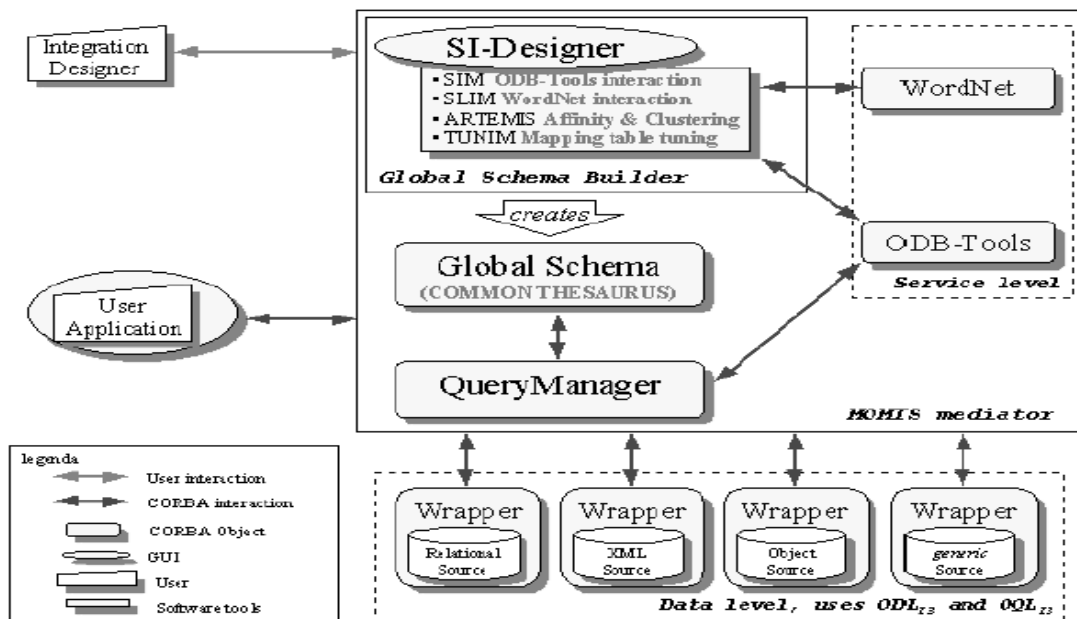 Integration
Designer
SI-Designer
▪ SIM ODB-Tools interaction
▪ SLIM WordNet interaction
▪ ARTEMIS Affinity & Clustering
▪ TUNIM Mapping table tuning
Global Schema Builder
WordNet
ODB-Tools
Service level
creates
Global Schema
(COMMON THESAURUS)
User
Application
QueryManager
MOMIS mediator
legenda
User interaction
CORBA interaction
CORBA Object
GUI
User
Software tools
Wrapper
Relational
Source
Wrapper
XML
Source
Wrapper
Object
Source
Wrapper
generic
Source
Data level, uses ODL_I3 and OQL_I3